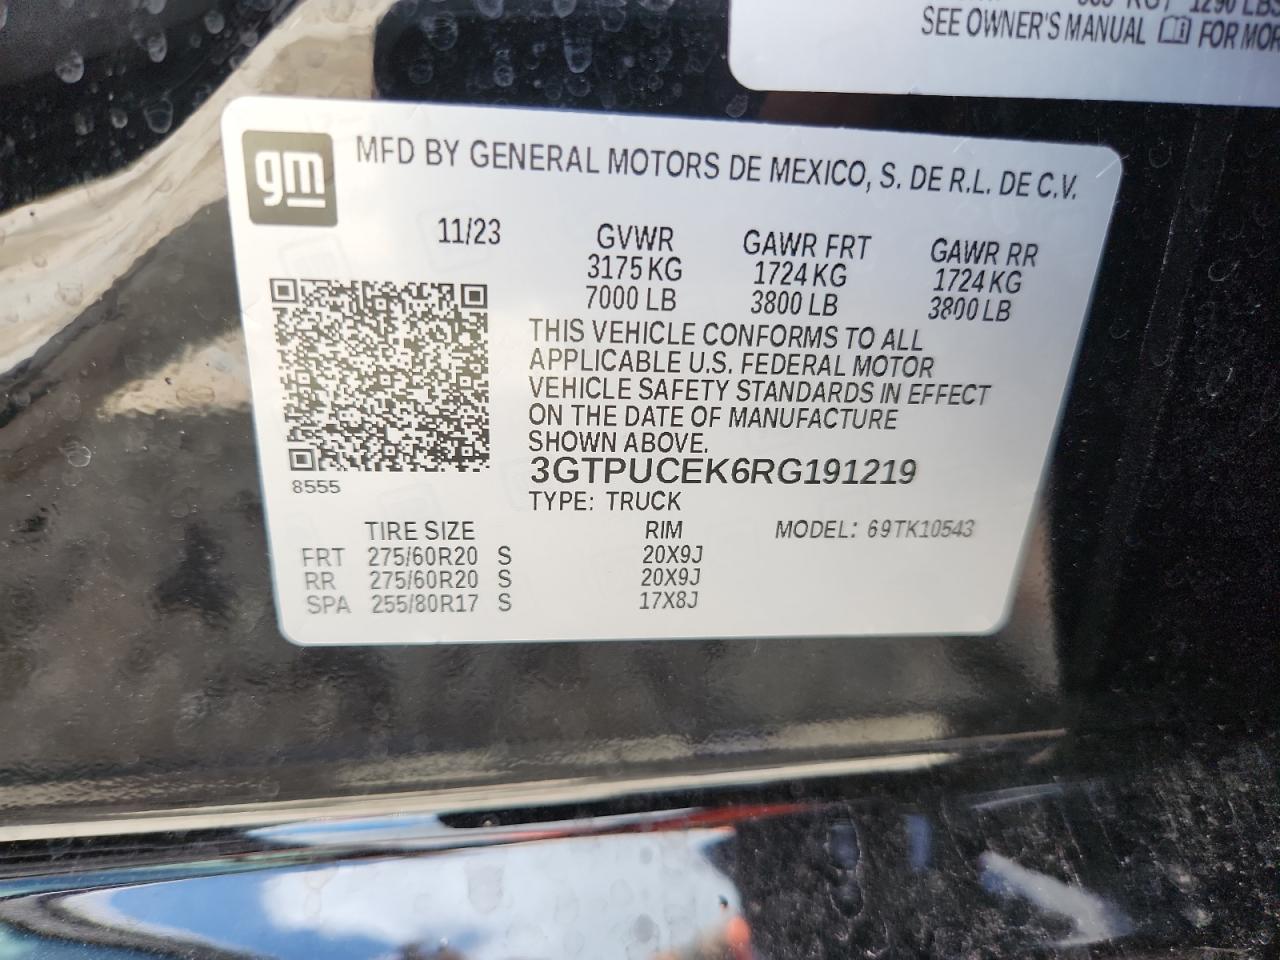 1290 LBS
SEE OWNER'S MANUAL FOR MOR
gm
MFD BY GENERAL MOTORS DE MEXICO, S. DE R.L. DE C.V.
11/23 GVWR GAWR FRT GAWR RR
3175 KG 1724 KG 1724 KG
7000 LB 3800 LB 3800 LB
THIS VEHICLE CONFORMS TO ALL
APPLICABLE U.S. FEDERAL MOTOR
VEHICLE SAFETY STANDARDS IN EFFECT
ON THE DATE OF MANUFACTURE
SHOWN ABOVE.
3GTPUCEK6RG191219
8555
TYPE: TRUCK
TIRE SIZE RIM MODEL: 69TK10543
FRT 275/60R20 S 20X9J
RR 275/60R20 S 20X9J
SPA 255/80R17 S 17X8J